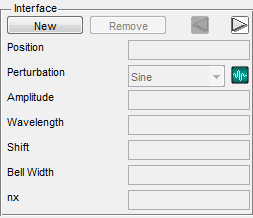 Interface
New Remove
Position
Perturbation Sine
Amplitude
Wavelength
Shift
Bell Width
nx